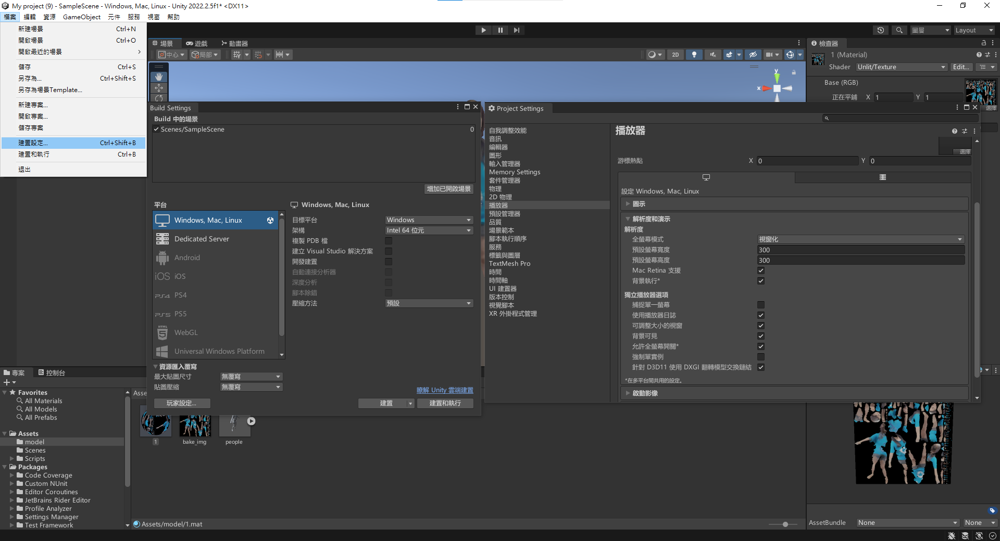 My project (9) - SampleScene - Windows, Mac, Linux - Unity 2022.2.5f1* <DX11>
檔案 編輯 資源 GameObject 元件 服務 視窗 幫助
新建場景 Ctrl+N
開啟場景 Ctrl+O
開啟最近的場景
儲存 Ctrl+S
另存為... Ctrl+Shift+S
另存為場景Template...
新建專案...
開啟專案...
儲存專案
建置設定... Ctrl+Shift+B
建置和執行 Ctrl+B
退出
圖層 Layout
場景 遊戲 動畫器
中心 局部 2D
y
x
Build Settings
Build 中的場景
Scenes/SampleScene 0
增加已開啟場景
平台
Windows, Mac, Linux
Dedicated Server
Android
iOS iOS
PS4 PS4
PS5 PS5
HTML 5 WebGL
Universal Windows Platform
Windows, Mac, Linux
目標平台 Windows
架構 Intel 64 位元
複製 PDB 檔
建立 Visual Studio 解決方案
開發建置
自動連接分析器
深度分析
腳本除錯
壓縮方法 預設
資源匯入覆寫
最大貼圖尺寸 無覆寫
貼圖壓縮 無覆寫
瞭解 Unity 雲端建置
玩家設定... 建置 建置和執行
Project Settings
自我調整效能
音訊
編輯器
圖形
輸入管理器
Memory Settings
套件管理器
物理
2D 物理
播放器
預設管理器
品質
場景範本
腳本執行順序
服務
標籤與圖層
TextMesh Pro
時間
時間軸
UI 建置器
版本控制
視覺腳本
XR 外掛程式管理
播放器
選擇
游標熱點 X 0 Y 0
設定 Windows, Mac, Linux
圖示
解析度和演示
解析度
全螢幕模式 視窗化
預設螢幕寬度 300
預設螢幕高度 300
Mac Retina 支援
背景執行*
獨立播放器選項
捕捉單一螢幕
使用播放器日誌
可調整大小的視窗
背景可見
允許全螢幕開關*
強制單實例
針對 D3D11 使用 DXGI 翻轉模型交換鏈結
*在多平台間共用的設定。
啟動影像
檢查器
1 (Material)
Shader Unlit/Texture Edit...
Base (RGB)
正在平鋪 X 1 Y 1
選擇
專案 控制台
Favorites
All Materials
All Models
All Prefabs
Assets
model
Scenes
Scripts
Packages
Code Coverage
Custom NUnit
Editor Coroutines
JetBrains Rider Editor
Profile Analyzer
Settings Manager
Test Framework
Asse
1 bake_img people
Assets/model/1.mat
AssetBundle None None